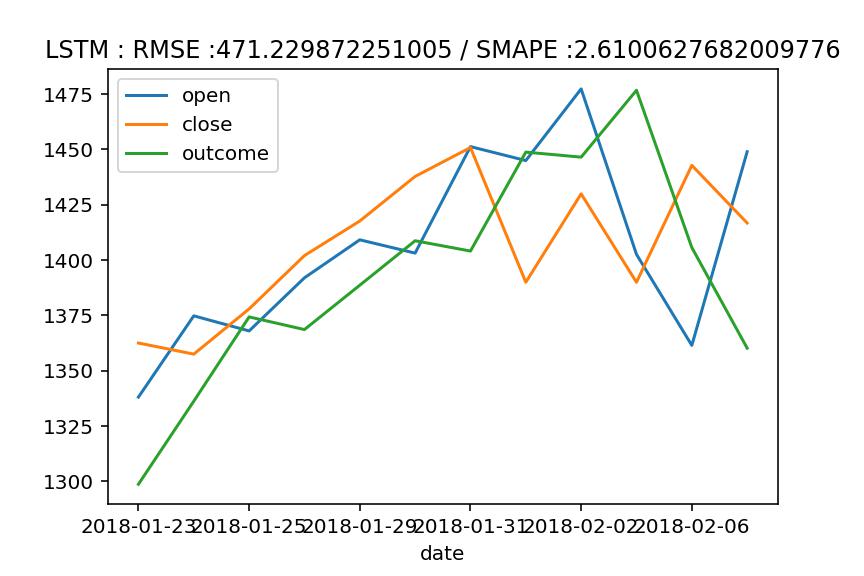 LSTM : RMSE :471.229872251005 / SMAPE :2.6100627682009776
open
close
outcome
1475
1450
1425
1400
1375
1350
1325
1300
2018-01-23 2018-01-25 2018-01-29 2018-01-31 2018-02-02 2018-02-06
date